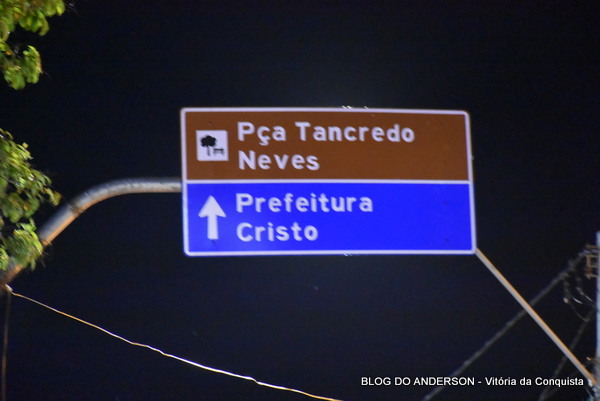 Pça Tancredo
Neves
Prefeitura
Cristo
BLOG DO ANDERSON - Vitória da Conquista